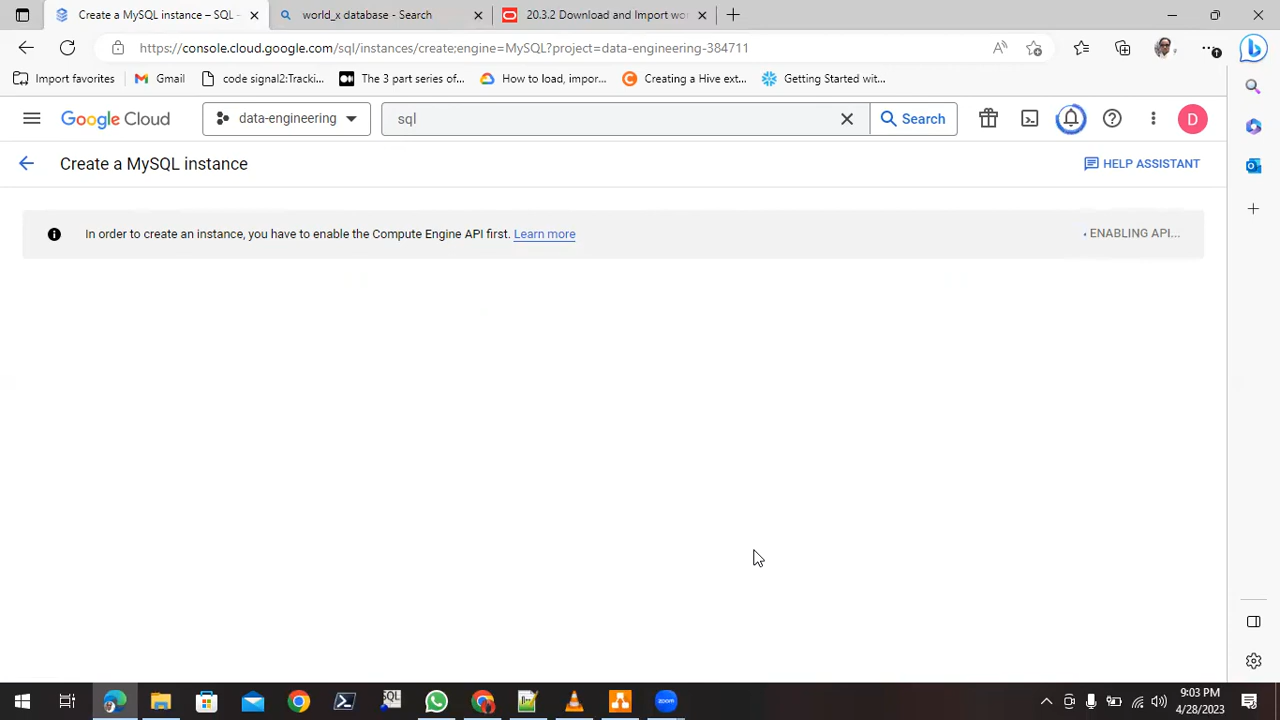 Create a MySQL instance – SQL –
world_x database - Search
20.3.2 Download and Import wo
https://console.cloud.google.com/sql/instances/create;engine=MySQL?project=data-engineering-384711
Import favorites
Gmail
code signal2:Tracki...
The 3 part series of...
How to load, impor...
Creating a Hive ext...
Getting Started wit...
Google Cloud
data-engineering
sql
Search
D
Create a MySQL instance
HELP ASSISTANT
In order to create an instance, you have to enable the Compute Engine API first. Learn more
ENABLING API...
SQL
zoom
9:03 PM
4/28/2023